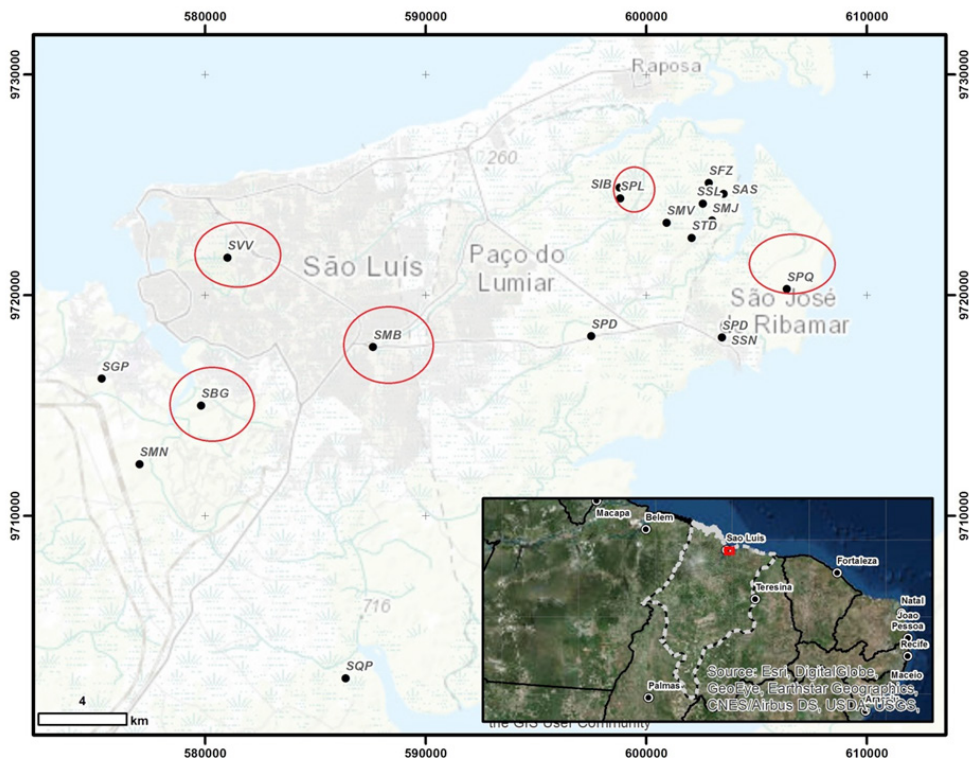 580000
590000
600000
610000
9730000
9730000
Raposa
260
SFZ
SIB
SPL
SSL
SAS
SMV
SMJ
STD
SVV
São Luís
Paço do
Lumiar
SPQ
9720000
9720000
São José
Ribamar
SMB
SPD
SPD
SSN
SGP
SBG
SMN
9710000
9710000
Macapa
Belem
Sao Luis
Fortaleza
Teresina
Natal
Joao
Pessoa
Recife
Maceio
Palmas
Source: Esri, DigitalGlobe,
GeoEye, Earthstar Geographics,
CNES/Airbus DS, USDA, USGS,
716
SQP
4
km
the GIS User Community
580000
590000
600000
610000